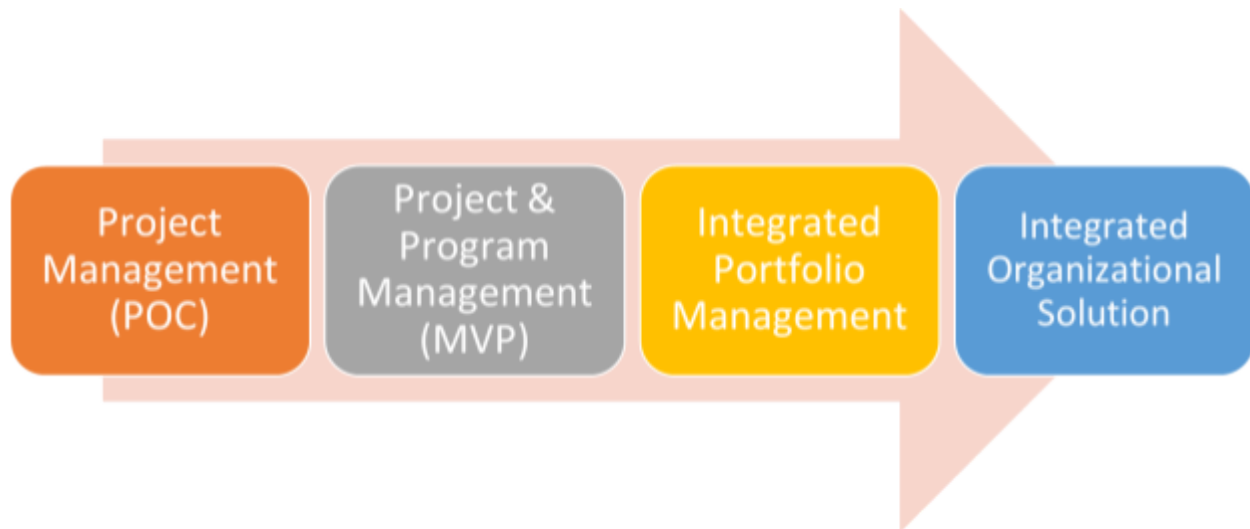 Project
Management
(POC)
Project &
Program
Management
(MVP)
Integrated
Portfolio
Management
Integrated
Organizational
Solution